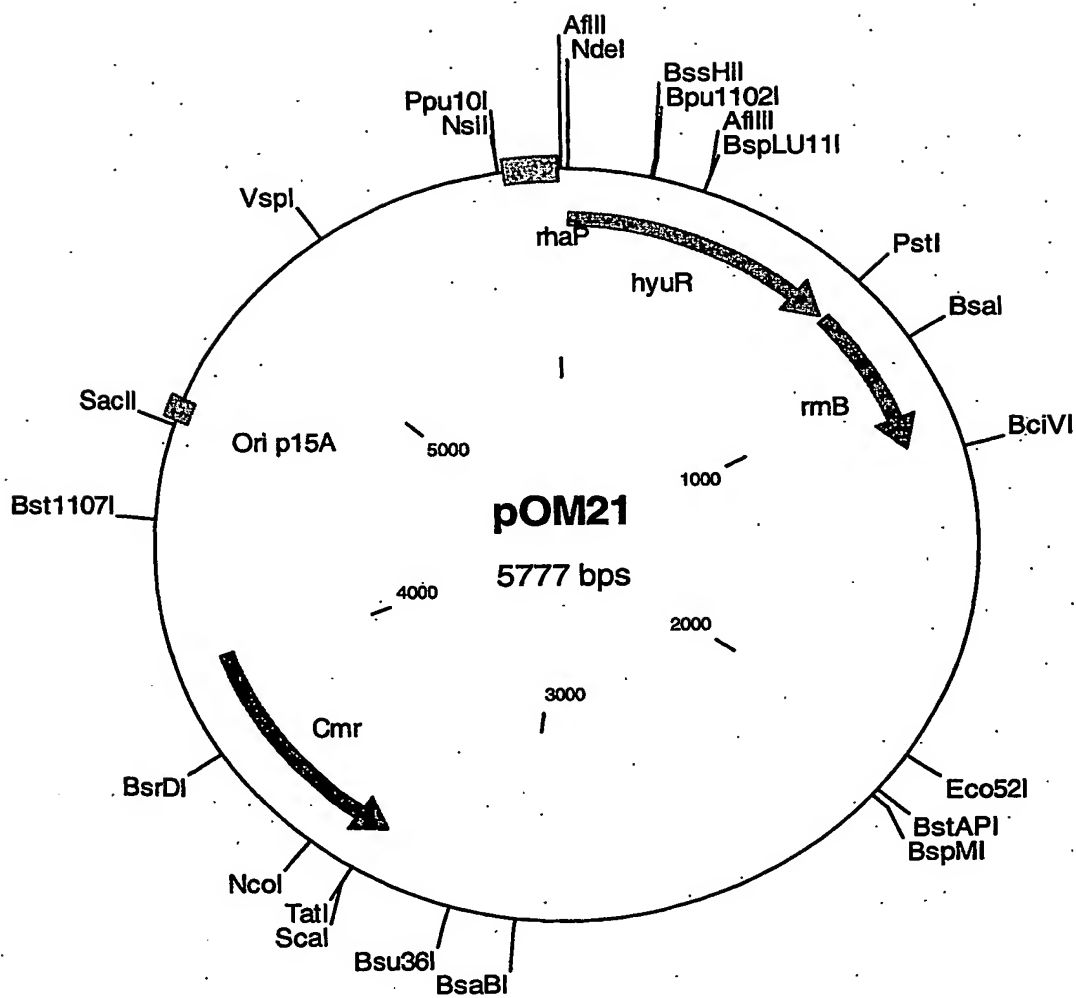 AflII
NdeI
BssHII
Bpu1102I
AflIII
BspLU11I
Ppu10I
NsiI
VspI
rhaP
hyuR
PstI
BsaI
rrnB
BciVI
SacII
Ori p15A
5000
1000
Bst1107I
pOM21
5777 bps
4000
2000
3000
Cmr
BsrDI
Eco52I
BstAPI
BspMI
NcoI
TatI
ScaI
Bsu36I
BsaBI